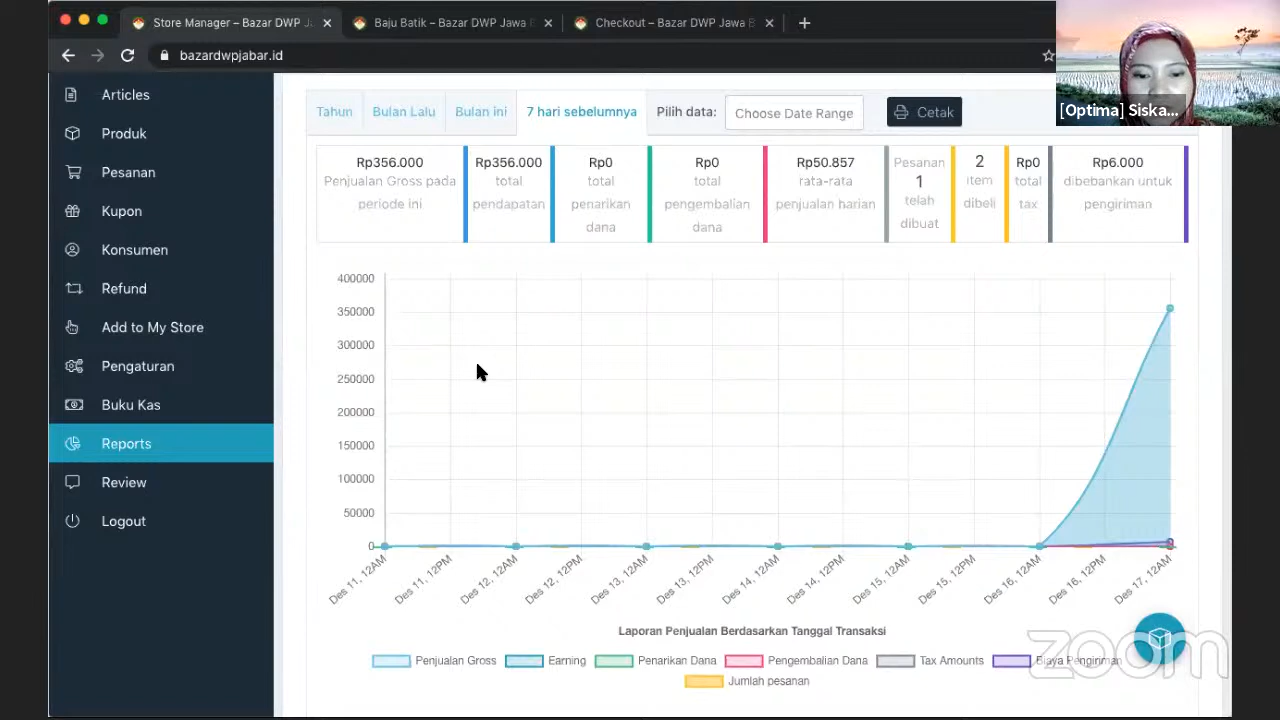 Store Manager – Bazar DWP J
Baju Batik – Bazar DWP Jawa
Checkout – Bazar DWP Jawa B
bazardwpjabar.id
[Optima] Siska...
Articles
Produk
Pesanan
Kupon
Konsumen
Refund
Add to My Store
Pengaturan
Buku Kas
Reports
Review
Logout
Tahun
Bulan Lalu
Bulan ini
7 hari sebelumnya
Pilih data:
Choose Date Range
Cetak
Rp356.000
Penjualan Gross pada
periode ini
Rp356.000
total
pendapatan
Rp0
total
penarikan
dana
Rp0
total
pengembalian
dana
Rp50.857
rata-rata
penjualan harian
Pesanan
1
telah
dibuat
2
item
dibeli
Rp0
total
tax
Rp6.000
dibebankan untuk
pengiriman
400000
350000
300000
250000
200000
150000
100000
50000
0
Des 11, 12AM
Des 11, 12PM
Des 12, 12AM
Des 12, 12PM
Des 13, 12AM
Des 13, 12PM
Des 14, 12AM
Des 14, 12PM
Des 15, 12AM
Des 15, 12PM
Des 16, 12AM
Des 16, 12PM
Des 17, 12AM
Laporan Penjualan Berdasarkan Tanggal Transaksi
Penjualan Gross
Earning
Penarikan Dana
Pengembalian Dana
Tax Amounts
Biaya Pengiriman
Jumlah pesanan
zoom